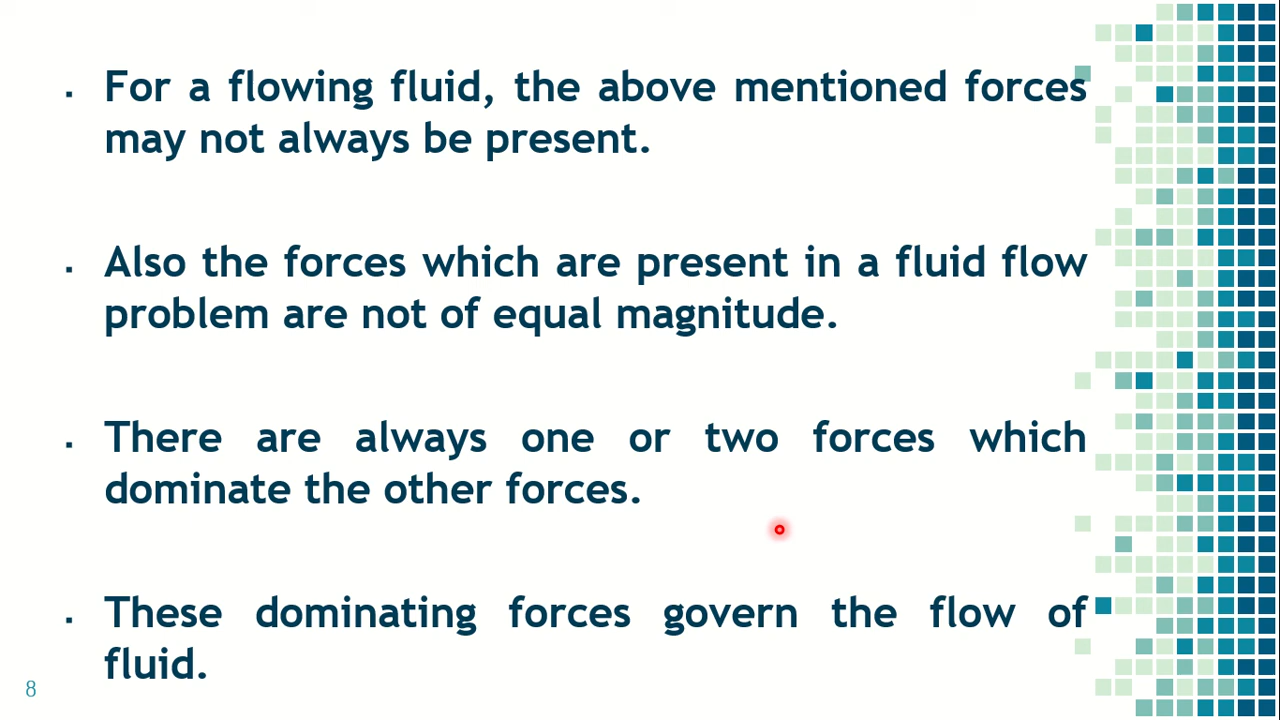 ▪ For a flowing fluid, the above mentioned forces
may not always be present.
▪ Also the forces which are present in a fluid flow
problem are not of equal magnitude.
▪ There are always one or two forces which
dominate the other forces.
▪ These dominating forces govern the flow of
fluid.
8